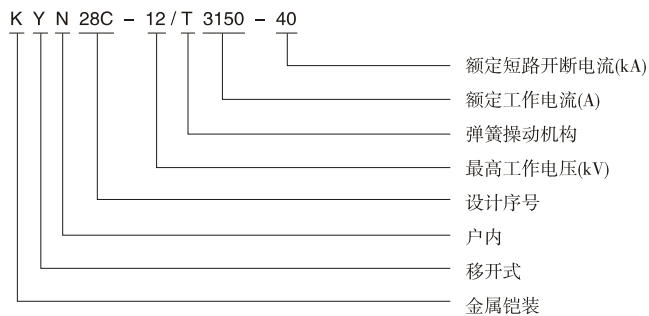 K Y N 28C - 12 / T 3150 - 40
额定短路开断电流(kA)
额定工作电流(A)
弹簧操动机构
最高工作电压(kV)
设计序号
户内
移开式
金属铠装